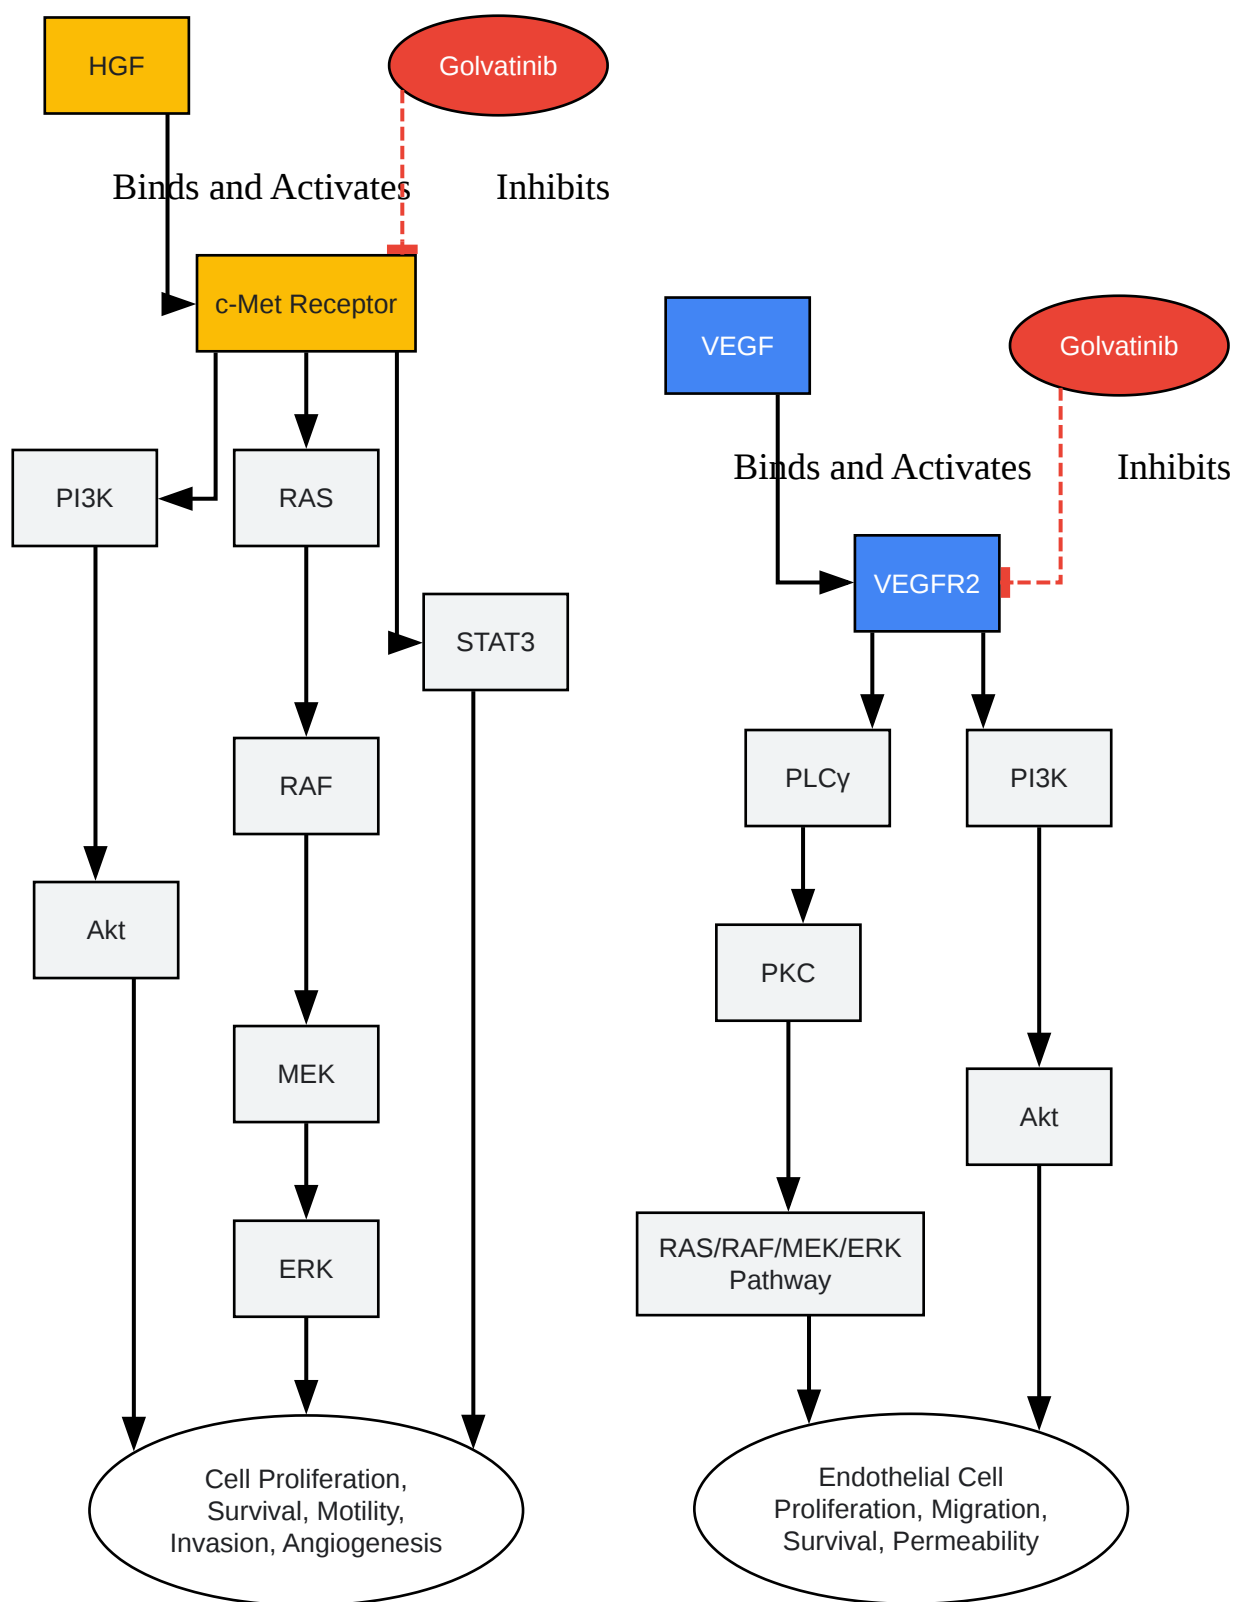 HGF
Golvatinib
Binds and Activates
Inhibits
c-Met Receptor
PI3K
RAS
STAT3
RAF
Akt
MEK
ERK
Cell Proliferation,
Survival, Motility,
Invasion, Angiogenesis
VEGF
Golvatinib
Binds and Activates
Inhibits
VEGFR2
PLCγ
PI3K
PKC
Akt
RAS/RAF/MEK/ERK
Pathway
Endothelial Cell
Proliferation, Migration,
Survival, Permeability